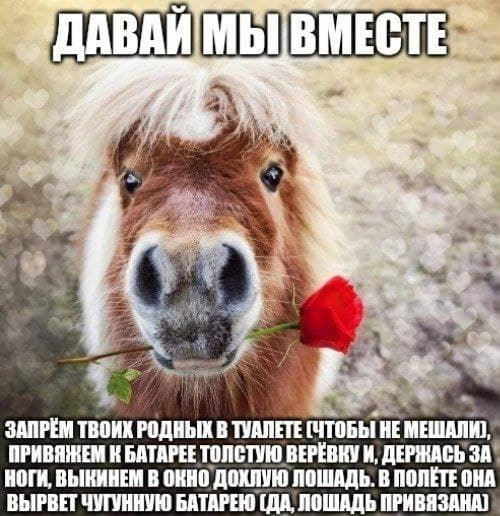 ДАВАЙ МЫ ВМЕСТЕ
ЗАПРЁМ ТВОИХ РОДНЫХ В ТУАЛЕТЕ (ЧТОБЫ НЕ МЕШАЛИ),
ПРИВЯЖЕМ К БАТАРЕЕ ТОЛСТУЮ ВЕРЁВКУ И, ДЕРЖАСЬ ЗА
НОГИ, ВЫКИНЕМ В ОКНО ДОХЛУЮ ЛОШАДЬ. В ПОЛЁТЕ ОНА
ВЫРВЕТ ЧУГУННУЮ БАТАРЕЮ (ДА, ЛОШАДЬ ПРИВЯЗАНА)